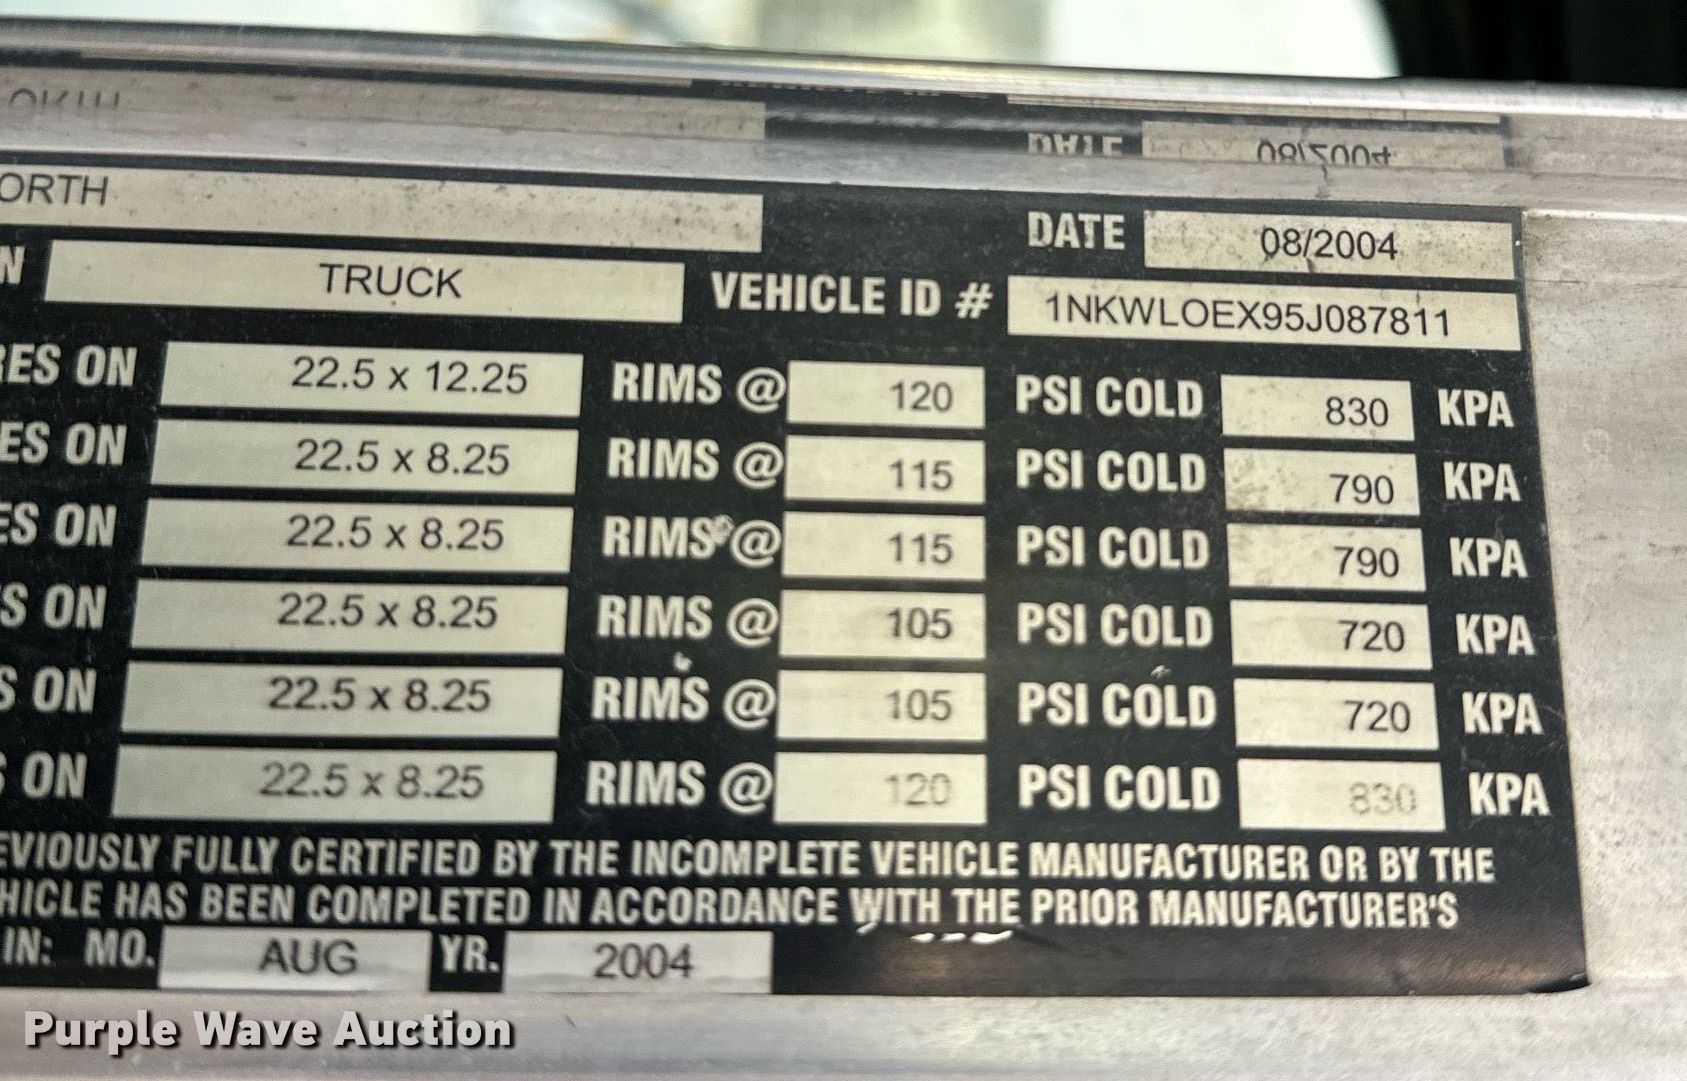 ORTH
DATE 08/2004
N TRUCK VEHICLE ID # 1NKWLOEX95J087811
RES ON 22.5 x 12.25 RIMS @ 120 PSI COLD 830 KPA
ES ON 22.5 x 8.25 RIMS @ 115 PSI COLD 790 KPA
ES ON 22.5 x 8.25 RIMS @ 115 PSI COLD 790 KPA
S ON 22.5 x 8.25 RIMS @ 105 PSI COLD 720 KPA
S ON 22.5 x 8.25 RIMS @ 105 PSI COLD 720 KPA
S ON 22.5 x 8.25 RIMS @ 120 PSI COLD 830 KPA
EVIOUSLY FULLY CERTIFIED BY THE INCOMPLETE VEHICLE MANUFACTURER OR BY THE
HICLE HAS BEEN COMPLETED IN ACCORDANCE WITH THE PRIOR MANUFACTURER'S
IN: MO. AUG YR. 2004
Purple Wave Auction